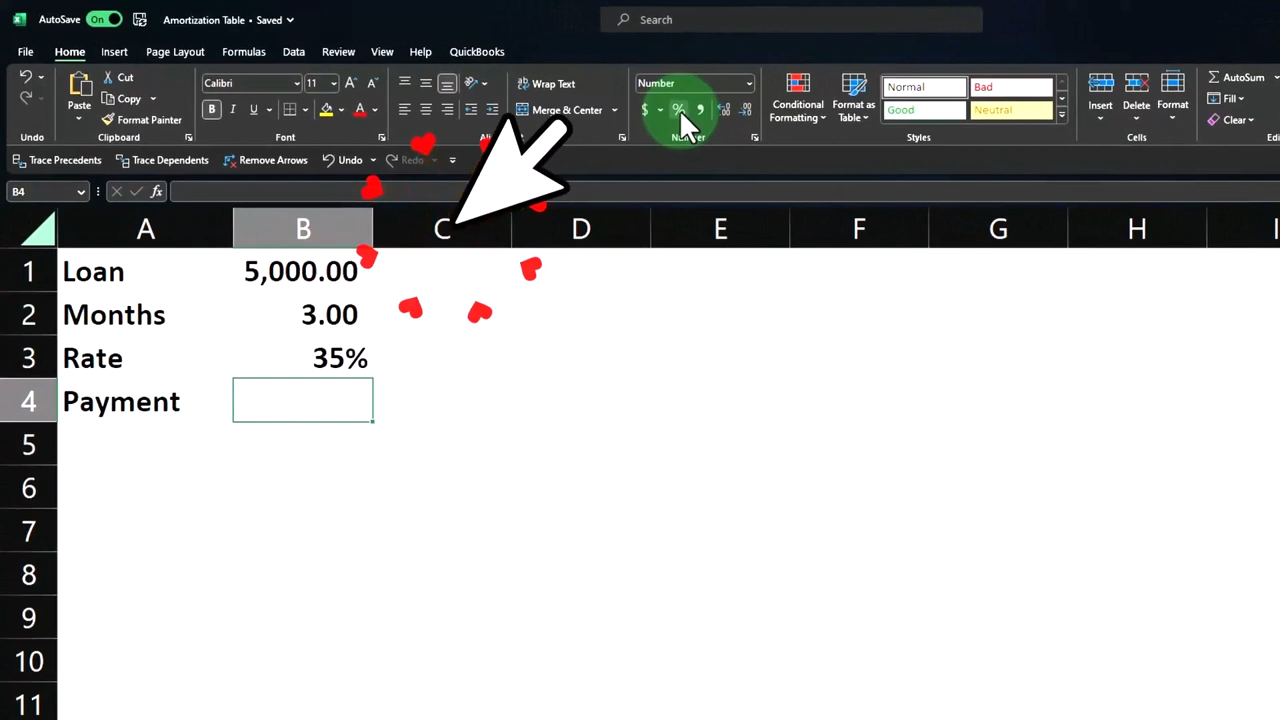 AutoSave On Amortization Table • Saved Search
File Home Insert Page Layout Formulas Data Review View Help QuickBooks
Cut Calibri 11 Wrap Text Number AutoSum
Paste Copy Merge & Center $ % Conditional Formatting Format as Table Normal Bad Good Neutral Insert Delete Format Fill
Format Painter Clear
Undo Clipboard Font Styles Cells
Trace Precedents Trace Dependents Remove Arrows Undo Redo
B4 fx
A B C D E F G H I
1 Loan 5,000.00
2 Months 3.00
3 Rate 35%
4 Payment
5
6
7
8
9
10
11